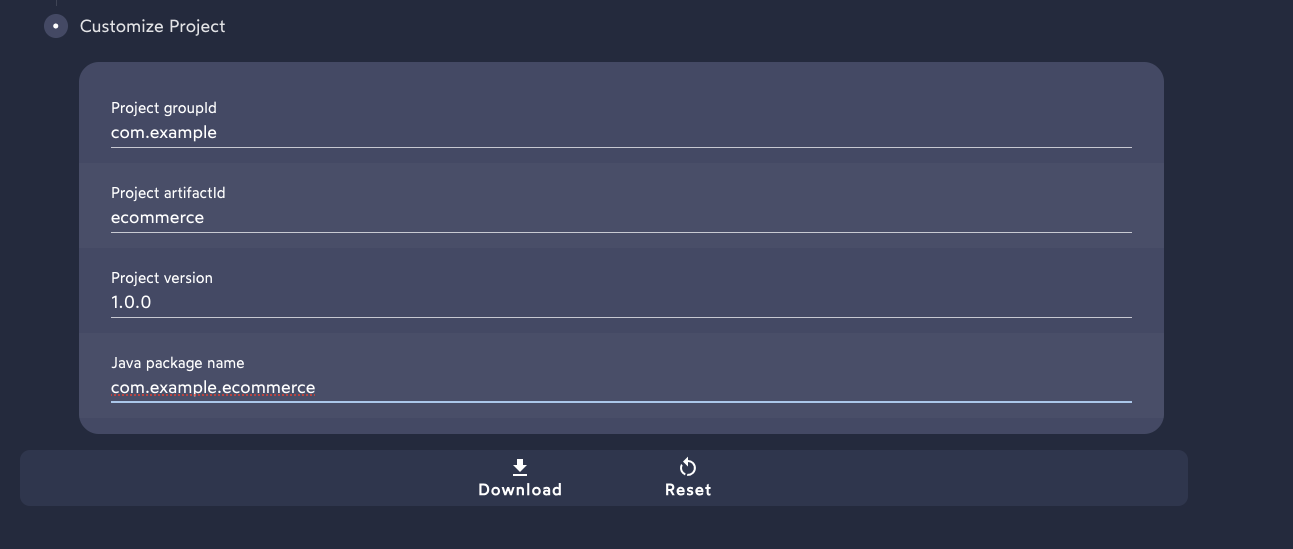 Customize Project
Project groupId
com.example
Project artifactId
ecommerce
Project version
1.0.0
Java package name
com.example.ecommerce
Download
Reset